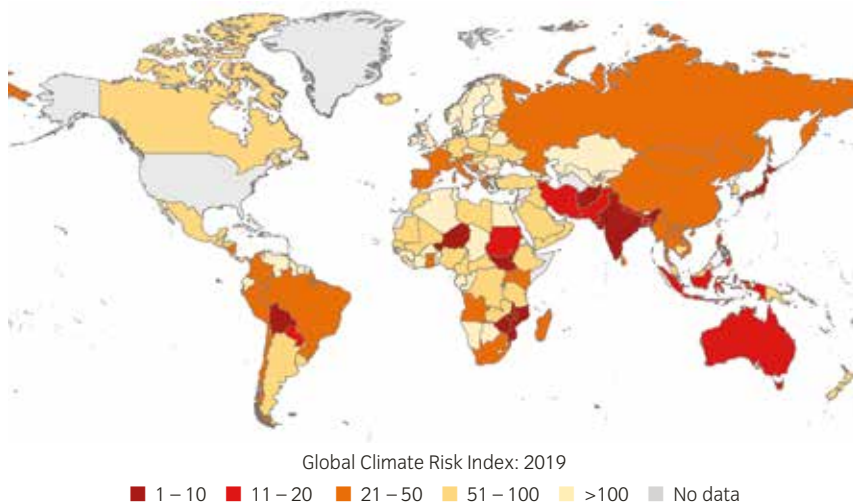 Global Climate Risk Index: 2019
1 – 10 11 – 20 21 – 50 51 – 100 >100 No data